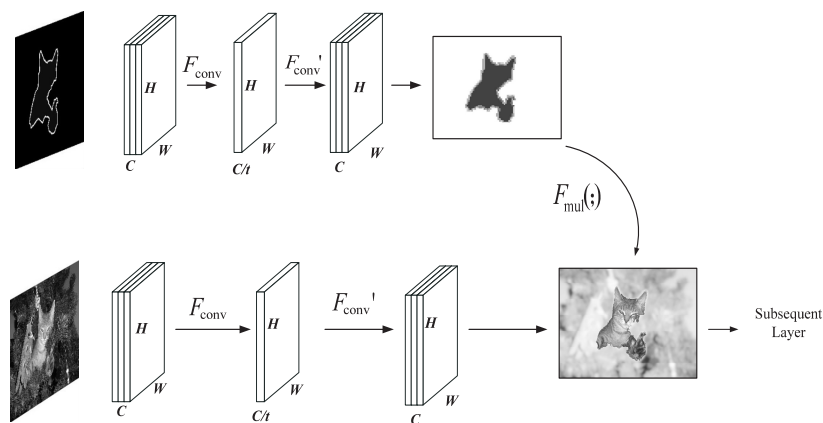 F_conv
F_conv'
H
H
H
W
W
W
C
C/t
C
F_mul(;)
F_conv
F_conv'
H
H
H
W
W
W
C
C/t
C
Subsequent
Layer